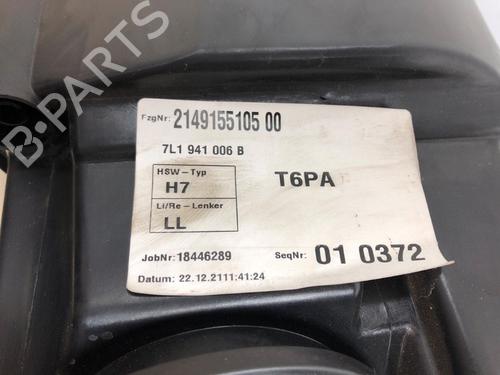 FzgNr: 2149155105 00
7L1 941 006 B
HSW-Typ
H7
T6PA
Li/Re-Lenker
LL
JobNr: 18446289 SeqNr: 01 0372
Datum: 22.12.2111:41:24
B-PARTS